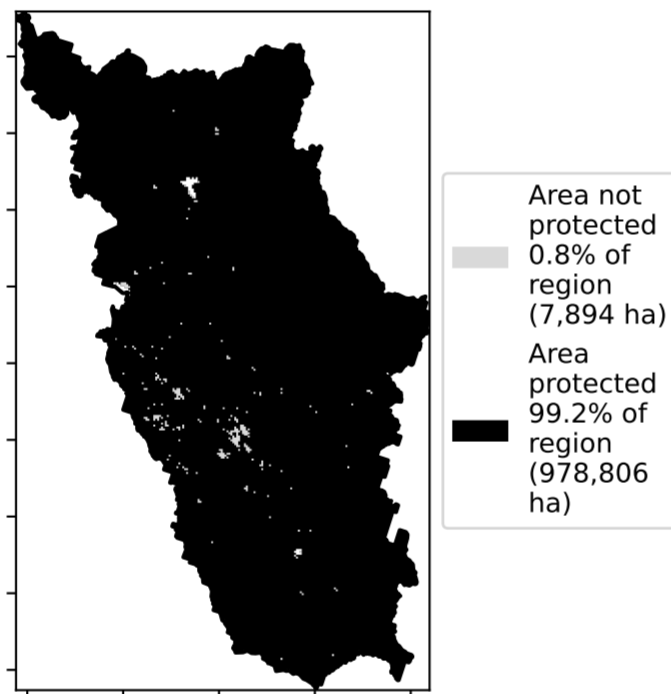 Area not
protected
0.8% of
region
(7,894 ha)
Area
protected
99.2% of
region
(978,806
ha)